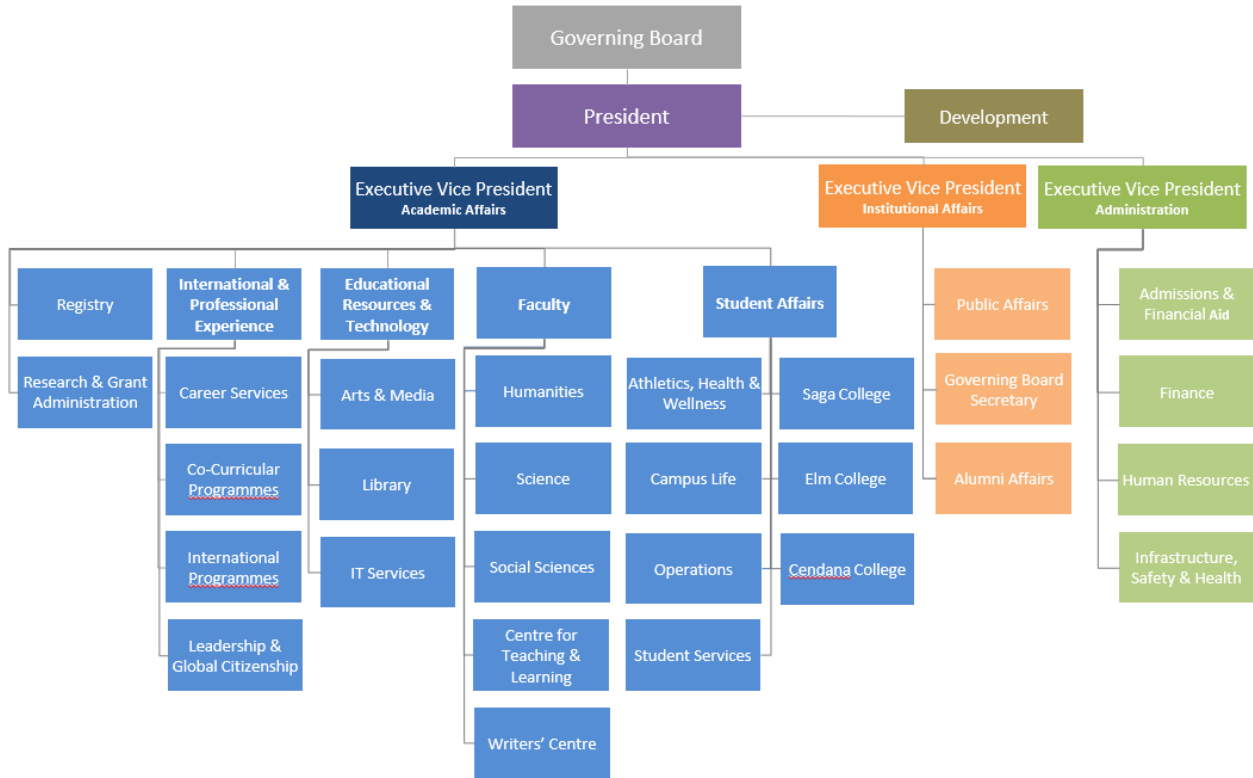 Governing Board
President
Development
Executive Vice President
Academic Affairs
Executive Vice President
Institutional Affairs
Executive Vice President
Administration
Registry
Research & Grant
Administration
International &
Professional
Experience
Career Services
Co-Curricular
Programmes
International
Programmes
Leadership &
Global Citizenship
Educational
Resources &
Technology
Arts & Media
Library
IT Services
Faculty
Humanities
Science
Social Sciences
Centre for
Teaching &
Learning
Writers' Centre
Student Affairs
Athletics, Health &
Wellness
Campus Life
Operations
Student Services
Saga College
Elm College
Cendana College
Public Affairs
Governing Board
Secretary
Alumni Affairs
Admissions &
Financial Aid
Finance
Human Resources
Infrastructure,
Safety & Health